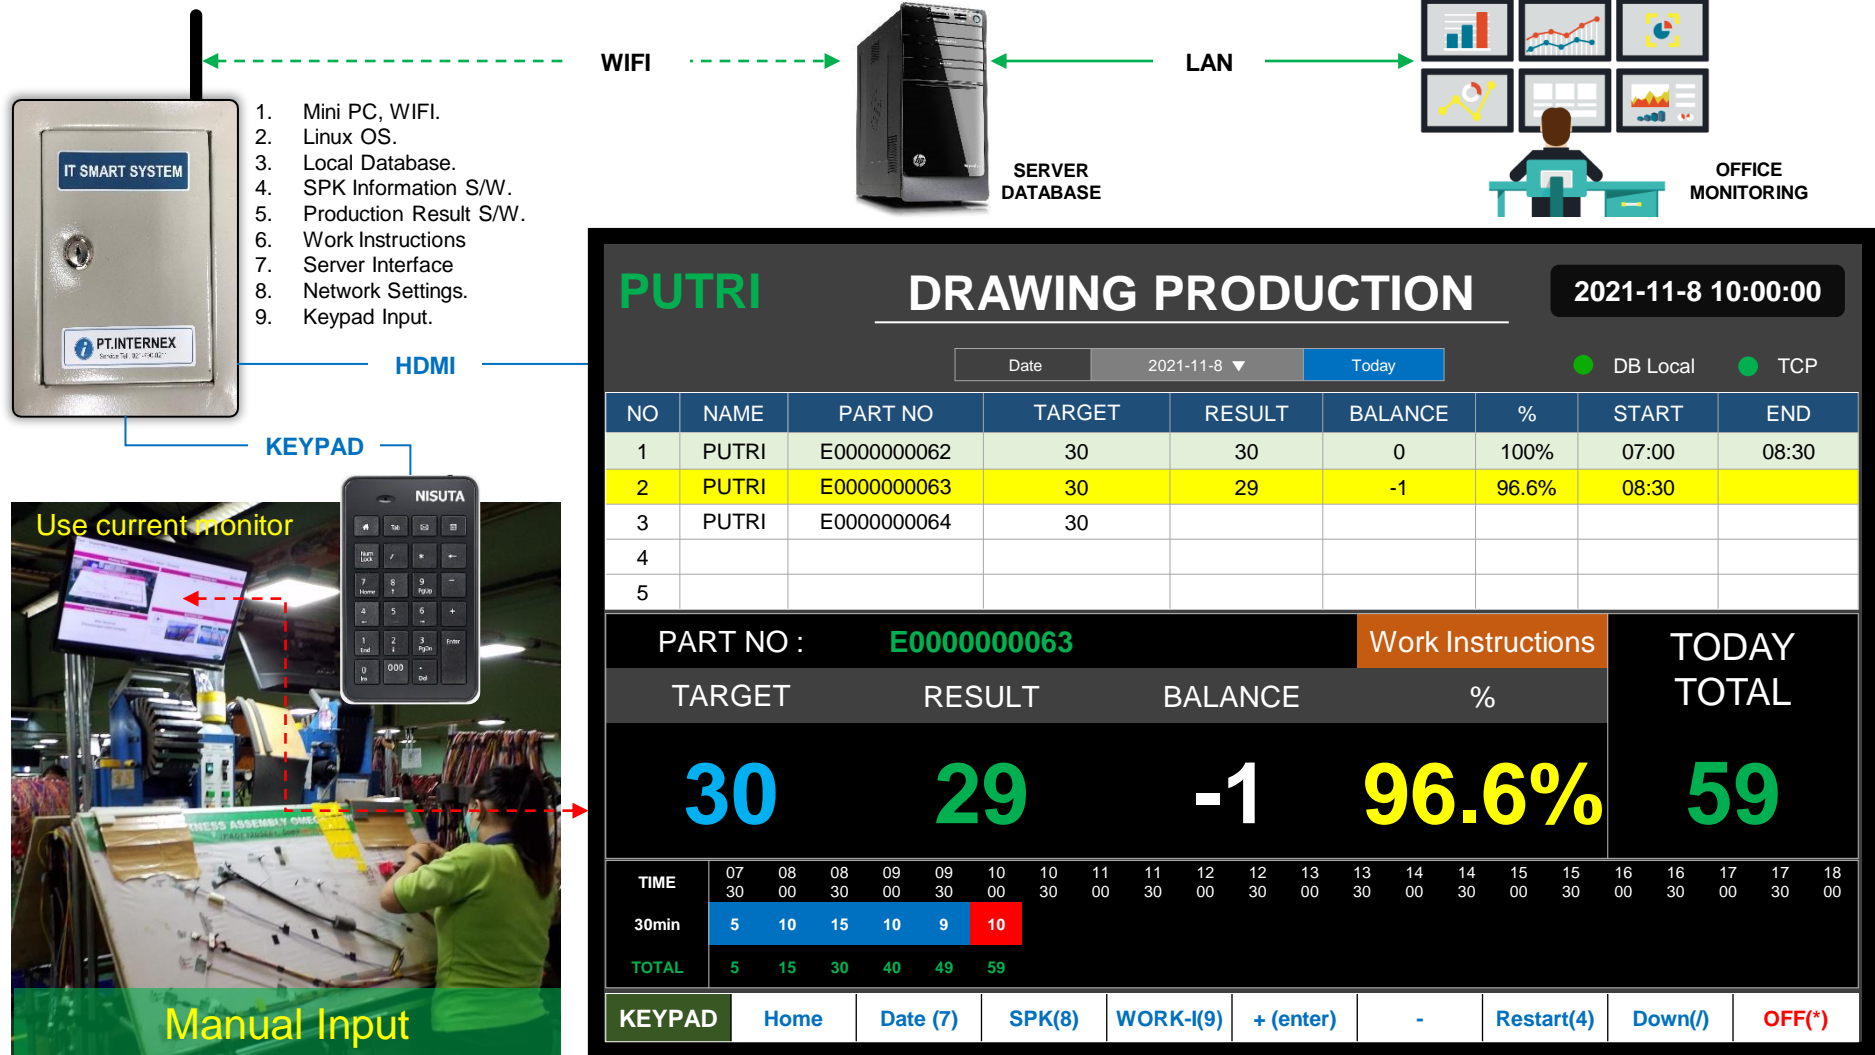 WIFI
LAN
1. Mini PC, WIFI.
2. Linux OS.
3. Local Database.
4. SPK Information S/W.
5. Production Result S/W.
6. Work Instructions
7. Server Interface
8. Network Settings.
9. Keypad Input.
IT SMART SYSTEM
PT.INTERNEX
SERVER
DATABASE
OFFICE
MONITORING
HDMI
KEYPAD
NISUTA
Use current monitor
Manual Input
PUTRI
DRAWING PRODUCTION
2021-11-8 10:00:00
Date 2021-11-8 ▼ Today
DB Local TCP
NO NAME PART NO TARGET RESULT BALANCE % START END
1 PUTRI E0000000062 30 30 0 100% 07:00 08:30
2 PUTRI E0000000063 30 29 -1 96.6% 08:30
3 PUTRI E0000000064 30
4
5
PART NO : E0000000063 Work Instructions
TODAY
TOTAL
TARGET RESULT BALANCE %
30 29 -1 96.6% 59
TIME 07 30 08 00 08 30 09 00 09 30 10 00 10 30 11 00 11 30 12 00 12 30 13 00 13 30 14 00 14 30 15 00 15 30 16 00 16 30 17 00 17 30 18 00
30min 5 10 15 10 9 10
TOTAL 5 15 30 40 49 59
KEYPAD Home Date (7) SPK(8) WORK-I(9) + (enter) - Restart(4) Down(/) OFF(*)